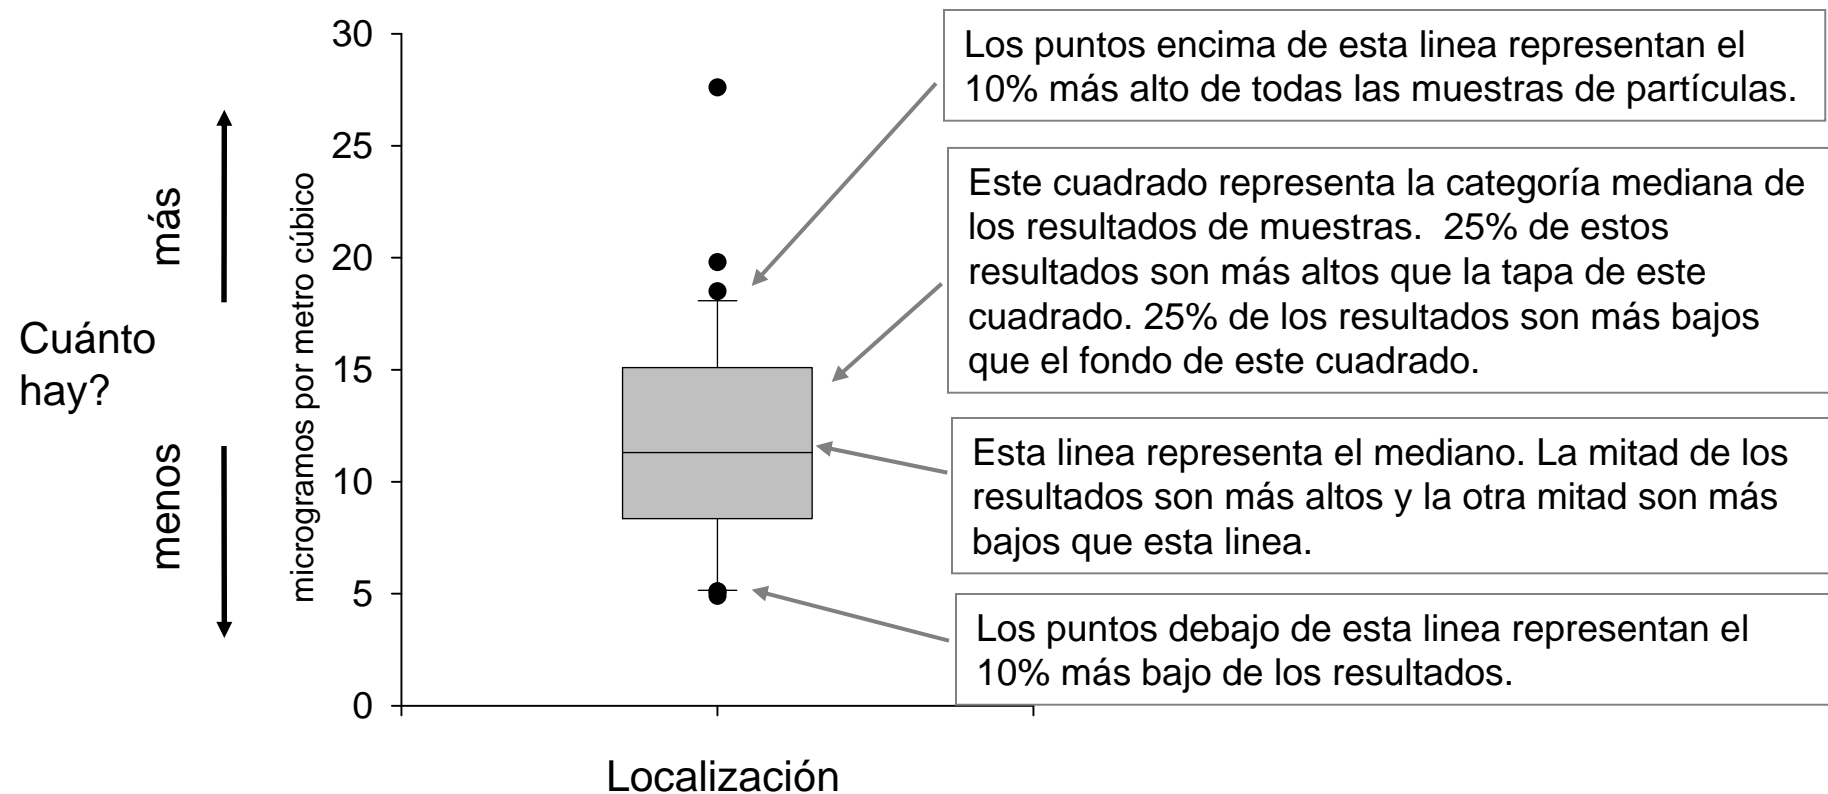 Los puntos encima de esta linea representan el
10% más alto de todas las muestras de partículas.
Este cuadrado representa la categoría mediana de
los resultados de muestras.  25% de estos
resultados son más altos que la tapa de este
cuadrado. 25% de los resultados son más bajos
que el fondo de este cuadrado.
Esta linea representa el mediano. La mitad de los
resultados son más altos y la otra mitad son más
bajos que esta linea.
Los puntos debajo de esta linea representan el
10% más bajo de los resultados.
Cuánto
hay?
más
menos
microgramos por metro cúbico
30
25
20
15
10
5
0
Localización